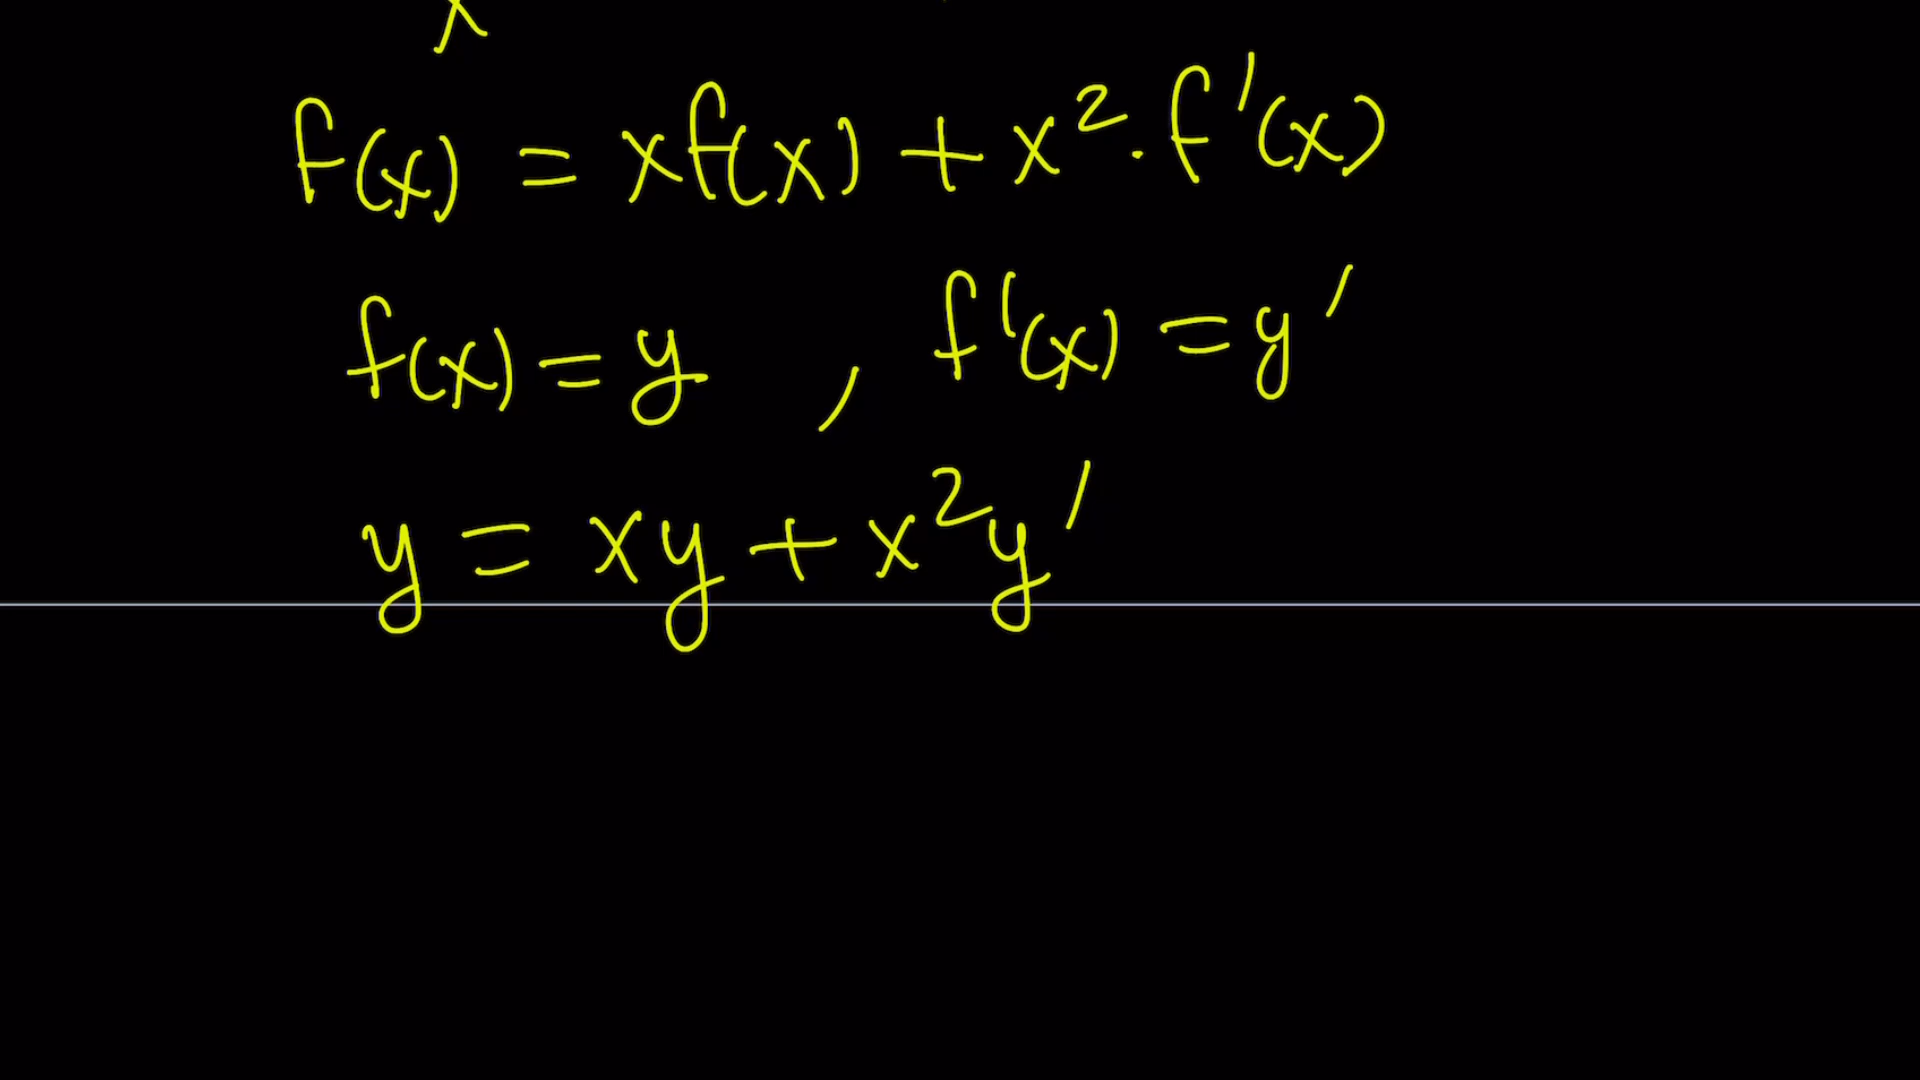 x
f(x) = xf(x) + x². f'(x)
f(x) = y , f'(x) = y'
y = xy + x²y'